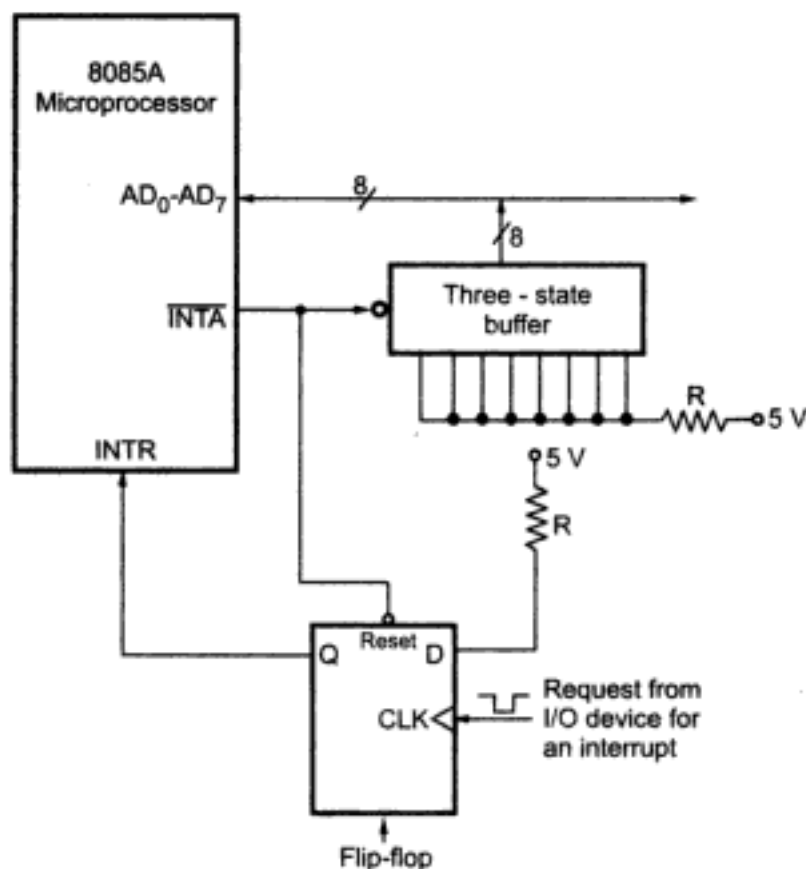 8085A
Microprocessor
AD0-AD7
8
8
Three - state
buffer
INTA
R
5 V
INTR
5 V
R
Reset
Q
D
CLK
Request from
I/O device for
an interrupt
Flip-flop